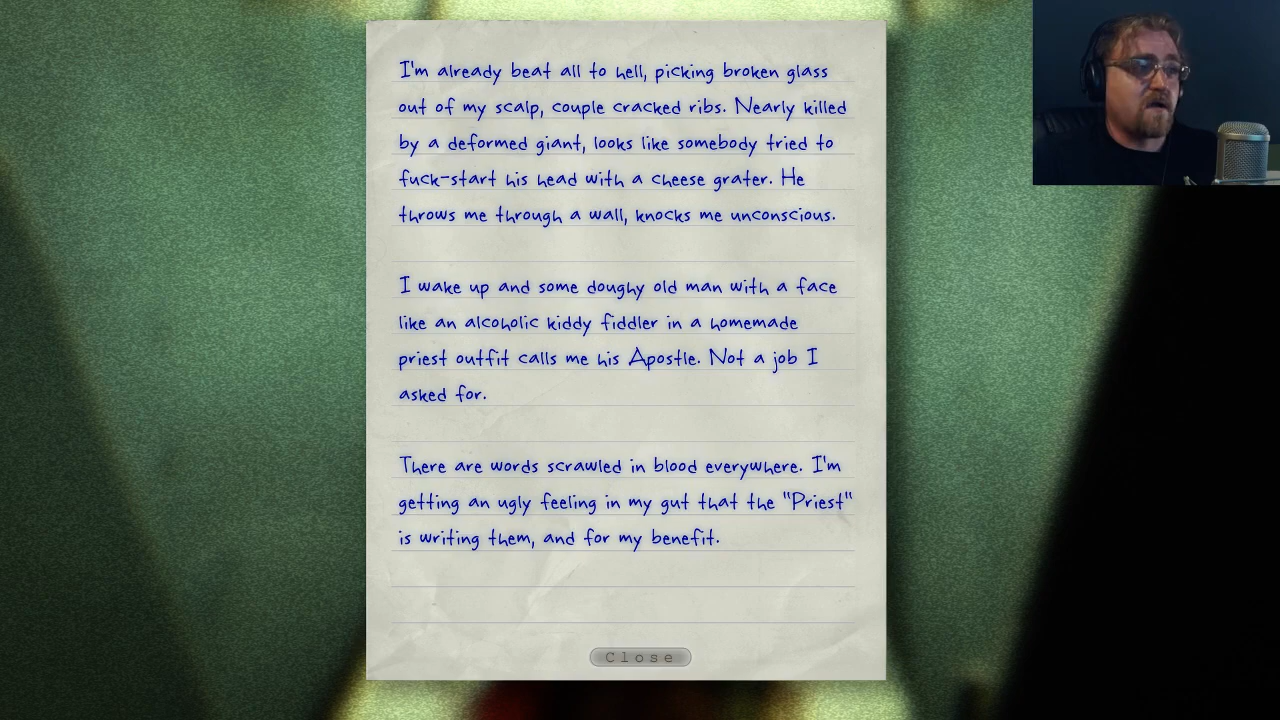 I'm already beat all to hell, picking broken glass
out of my scalp, couple cracked ribs. Nearly killed
by a deformed giant, looks like somebody tried to
fuck-start his head with a cheese grater. He
throws me through a wall, knocks me unconscious.
I wake up and some doughy old man with a face
like an alcoholic kiddy fiddler in a homemade
priest outfit calls me his Apostle. Not a job I
asked for.
There are words scrawled in blood everywhere. I'm
getting an ugly feeling in my gut that the "Priest"
is writing them, and for my benefit.
Close